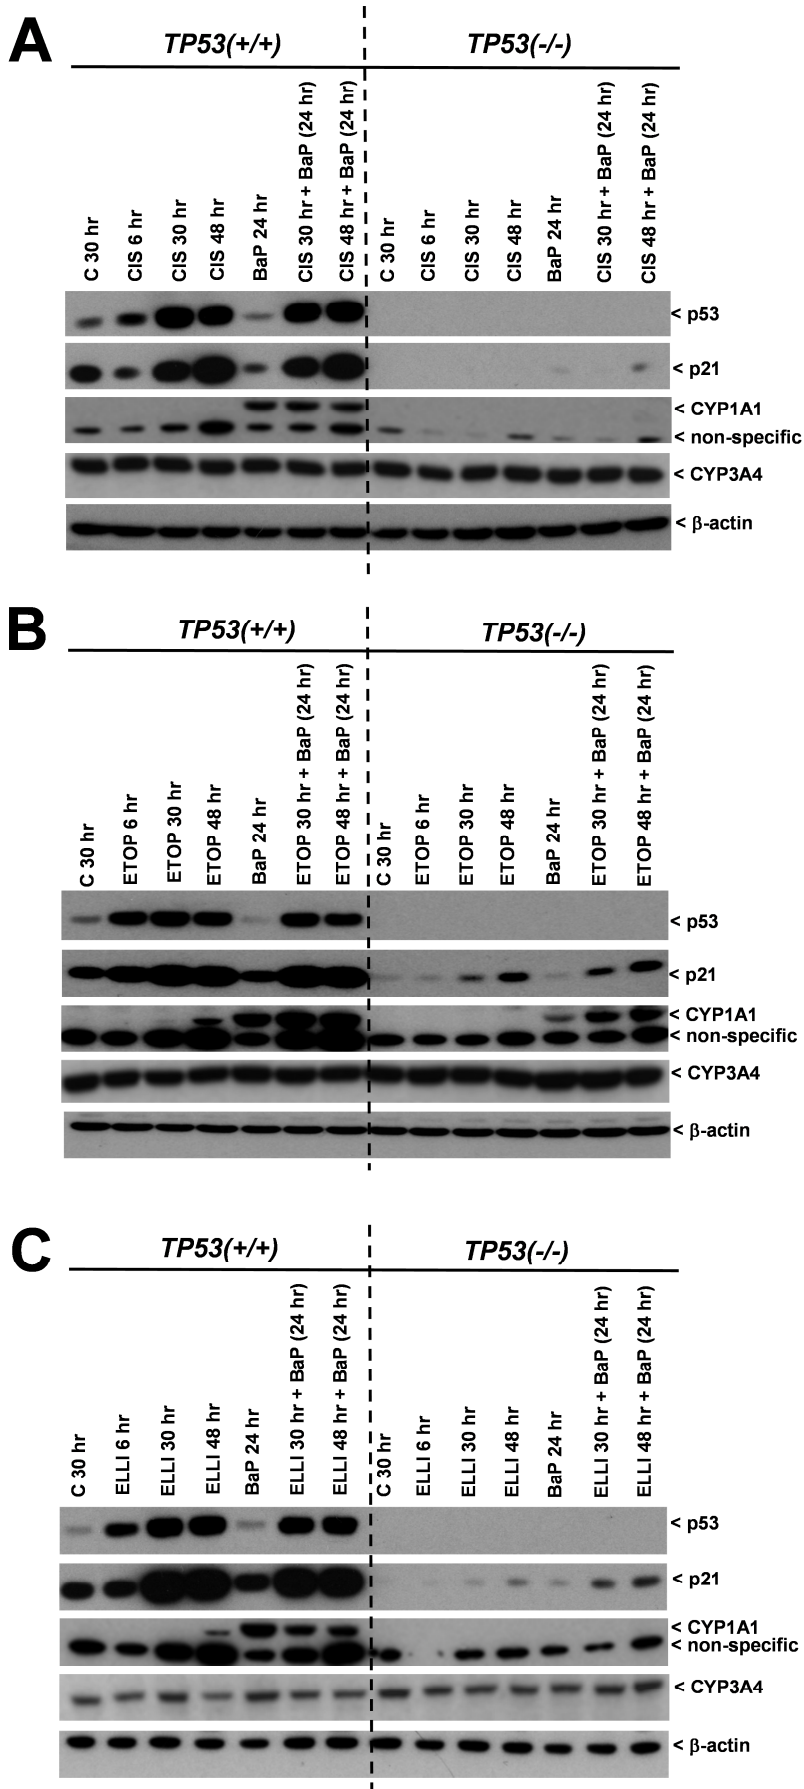 A
TP53(+/+) TP53(-/-)
C 30 hr
CIS 6 hr
CIS 30 hr
CIS 48 hr
BaP 24 hr
CIS 30 hr + BaP (24 hr)
CIS 48 hr + BaP (24 hr)
C 30 hr
CIS 6 hr
CIS 30 hr
CIS 48 hr
BaP 24 hr
CIS 30 hr + BaP (24 hr)
CIS 48 hr + BaP (24 hr)
< p53
< p21
< CYP1A1
< non-specific
< CYP3A4
< β-actin
B
TP53(+/+) TP53(-/-)
C 30 hr
ETOP 6 hr
ETOP 30 hr
ETOP 48 hr
BaP 24 hr
ETOP 30 hr + BaP (24 hr)
ETOP 48 hr + BaP (24 hr)
C 30 hr
ETOP 6 hr
ETOP 30 hr
ETOP 48 hr
BaP 24 hr
ETOP 30 hr + BaP (24 hr)
ETOP 48 hr + BaP (24 hr)
< p53
< p21
< CYP1A1
< non-specific
< CYP3A4
< β-actin
C
TP53(+/+) TP53(-/-)
C 30 hr
ELLI 6 hr
ELLI 30 hr
ELLI 48 hr
BaP 24 hr
ELLI 30 hr + BaP (24 hr)
ELLI 48 hr + BaP (24 hr)
C 30 hr
ELLI 6 hr
ELLI 30 hr
ELLI 48 hr
BaP 24 hr
ELLI 30 hr + BaP (24 hr)
ELLI 48 hr + BaP (24 hr)
< p53
< p21
< CYP1A1
< non-specific
< CYP3A4
< β-actin